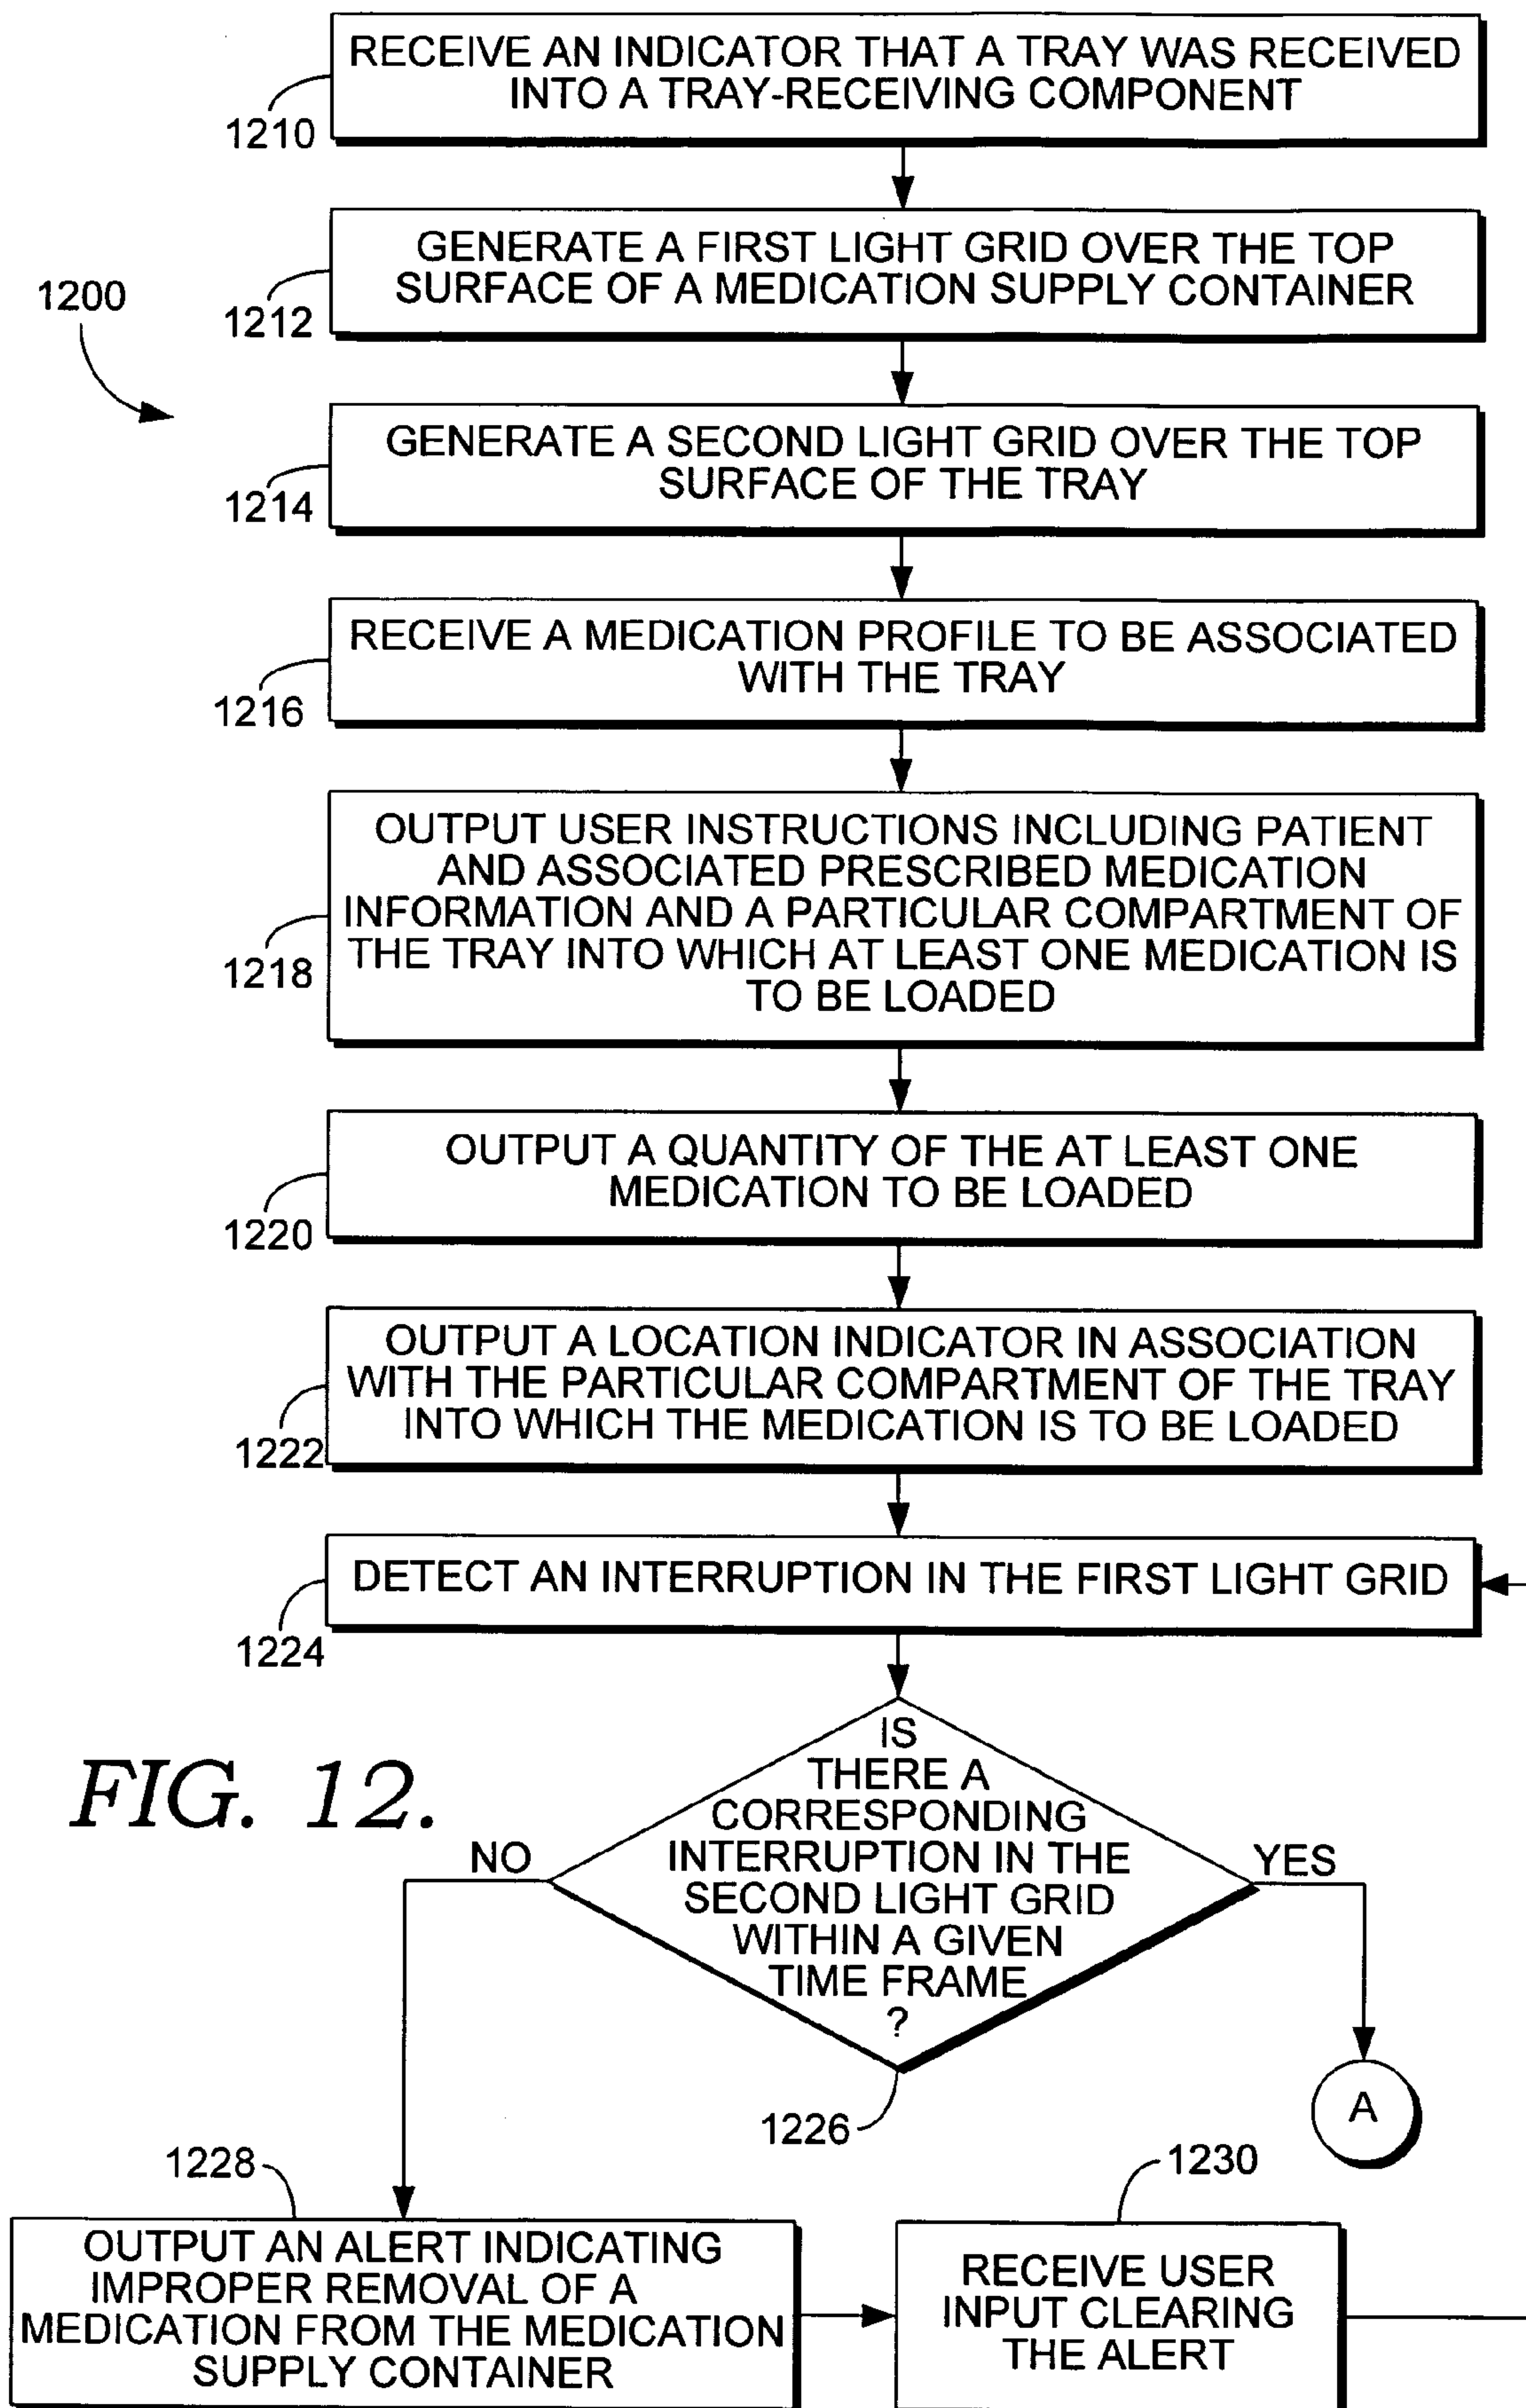 RECEIVE AN INDICATOR THAT A TRAY WAS RECEIVED
INTO A TRAY-RECEIVING COMPONENT
1210
GENERATE A FIRST LIGHT GRID OVER THE TOP
SURFACE OF A MEDICATION SUPPLY CONTAINER
1212
1200
GENERATE A SECOND LIGHT GRID OVER THE TOP
SURFACE OF THE TRAY
1214
RECEIVE A MEDICATION PROFILE TO BE ASSOCIATED
WITH THE TRAY
1216
OUTPUT USER INSTRUCTIONS INCLUDING PATIENT
AND ASSOCIATED PRESCRIBED MEDICATION
INFORMATION AND A PARTICULAR COMPARTMENT OF
THE TRAY INTO WHICH AT LEAST ONE MEDICATION IS
TO BE LOADED
1218
OUTPUT A QUANTITY OF THE AT LEAST ONE
MEDICATION TO BE LOADED
1220
OUTPUT A LOCATION INDICATOR IN ASSOCIATION
WITH THE PARTICULAR COMPARTMENT OF THE TRAY
INTO WHICH THE MEDICATION IS TO BE LOADED
1222
DETECT AN INTERRUPTION IN THE FIRST LIGHT GRID
1224
FIG. 12.
IS
THERE A
CORRESPONDING
INTERRUPTION IN THE
SECOND LIGHT GRID
WITHIN A GIVEN
TIME FRAME
?
NO
YES
1226
A
1228
OUTPUT AN ALERT INDICATING
IMPROPER REMOVAL OF A
MEDICATION FROM THE MEDICATION
SUPPLY CONTAINER
1230
RECEIVE USER
INPUT CLEARING
THE ALERT